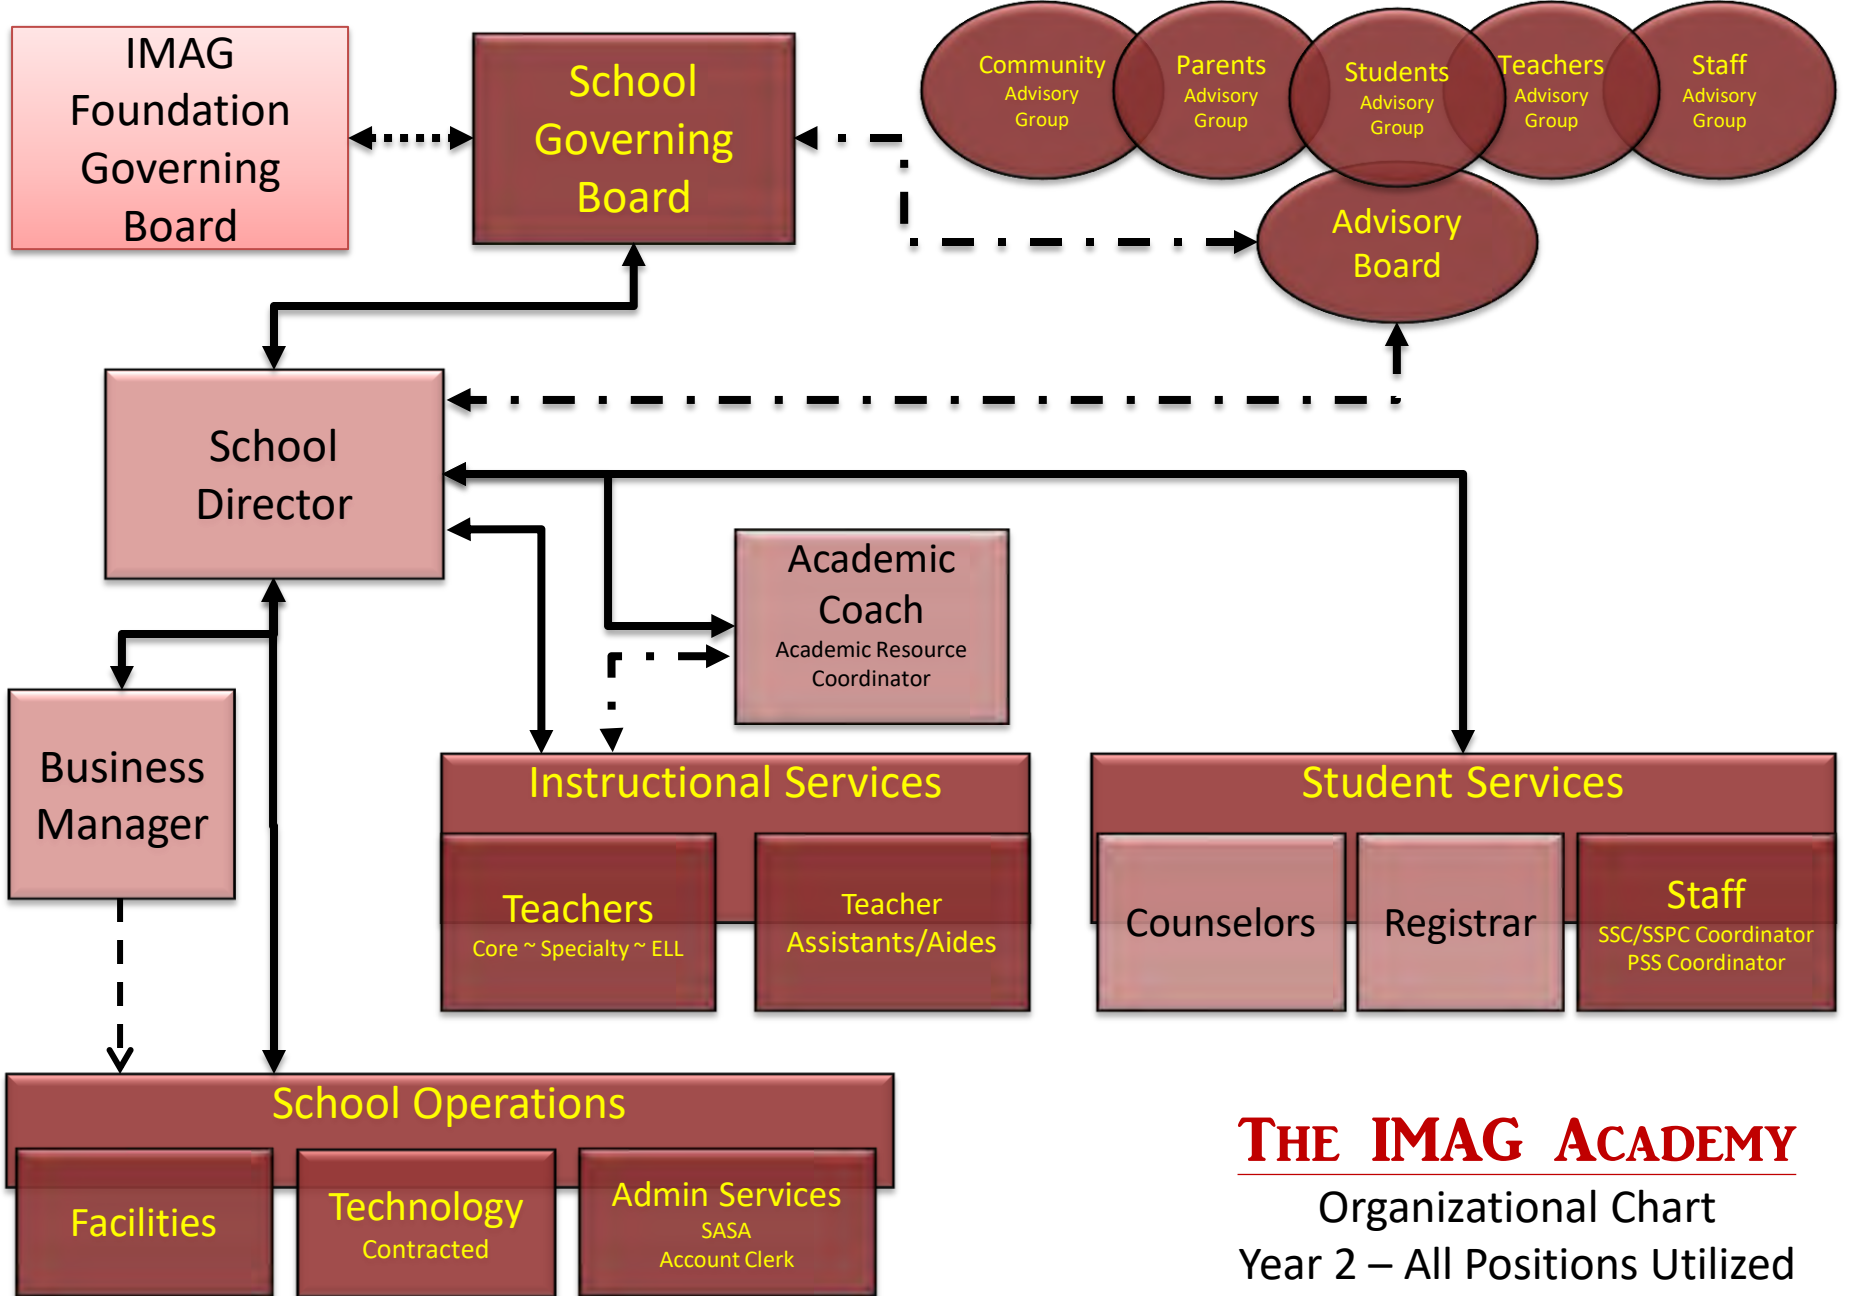 IMAG
Foundation
Governing
Board
School
Governing
Board
Community
Advisory
Group
Parents
Advisory
Group
Students
Advisory
Group
Teachers
Advisory
Group
Staff
Advisory
Group
Advisory
Board
School
Director
Academic
Coach
Academic Resource
Coordinator
Business
Manager
Instructional Services
Teachers
Core ~ Specialty ~ ELL
Teacher
Assistants/Aides
Student Services
Counselors
Registrar
Staff
SSC/SSPC Coordinator
PSS Coordinator
School Operations
Facilities
Technology
Contracted
Admin Services
SASA
Account Clerk
THE IMAG ACADEMY
Organizational Chart
Year 2 – All Positions Utilized